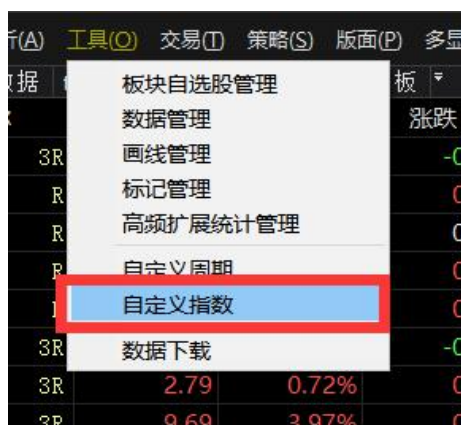 (A) 工具(O) 交易(T) 策略(S) 版面(P) 多显
数据 板
涨跌
板块自选股管理
数据管理
画线管理
标记管理
高频扩展统计管理
自定义周期
自定义指数
数据下载
3R
R
R
R
3R
3R 2.79 0.72%
3R 9.69 3.97%